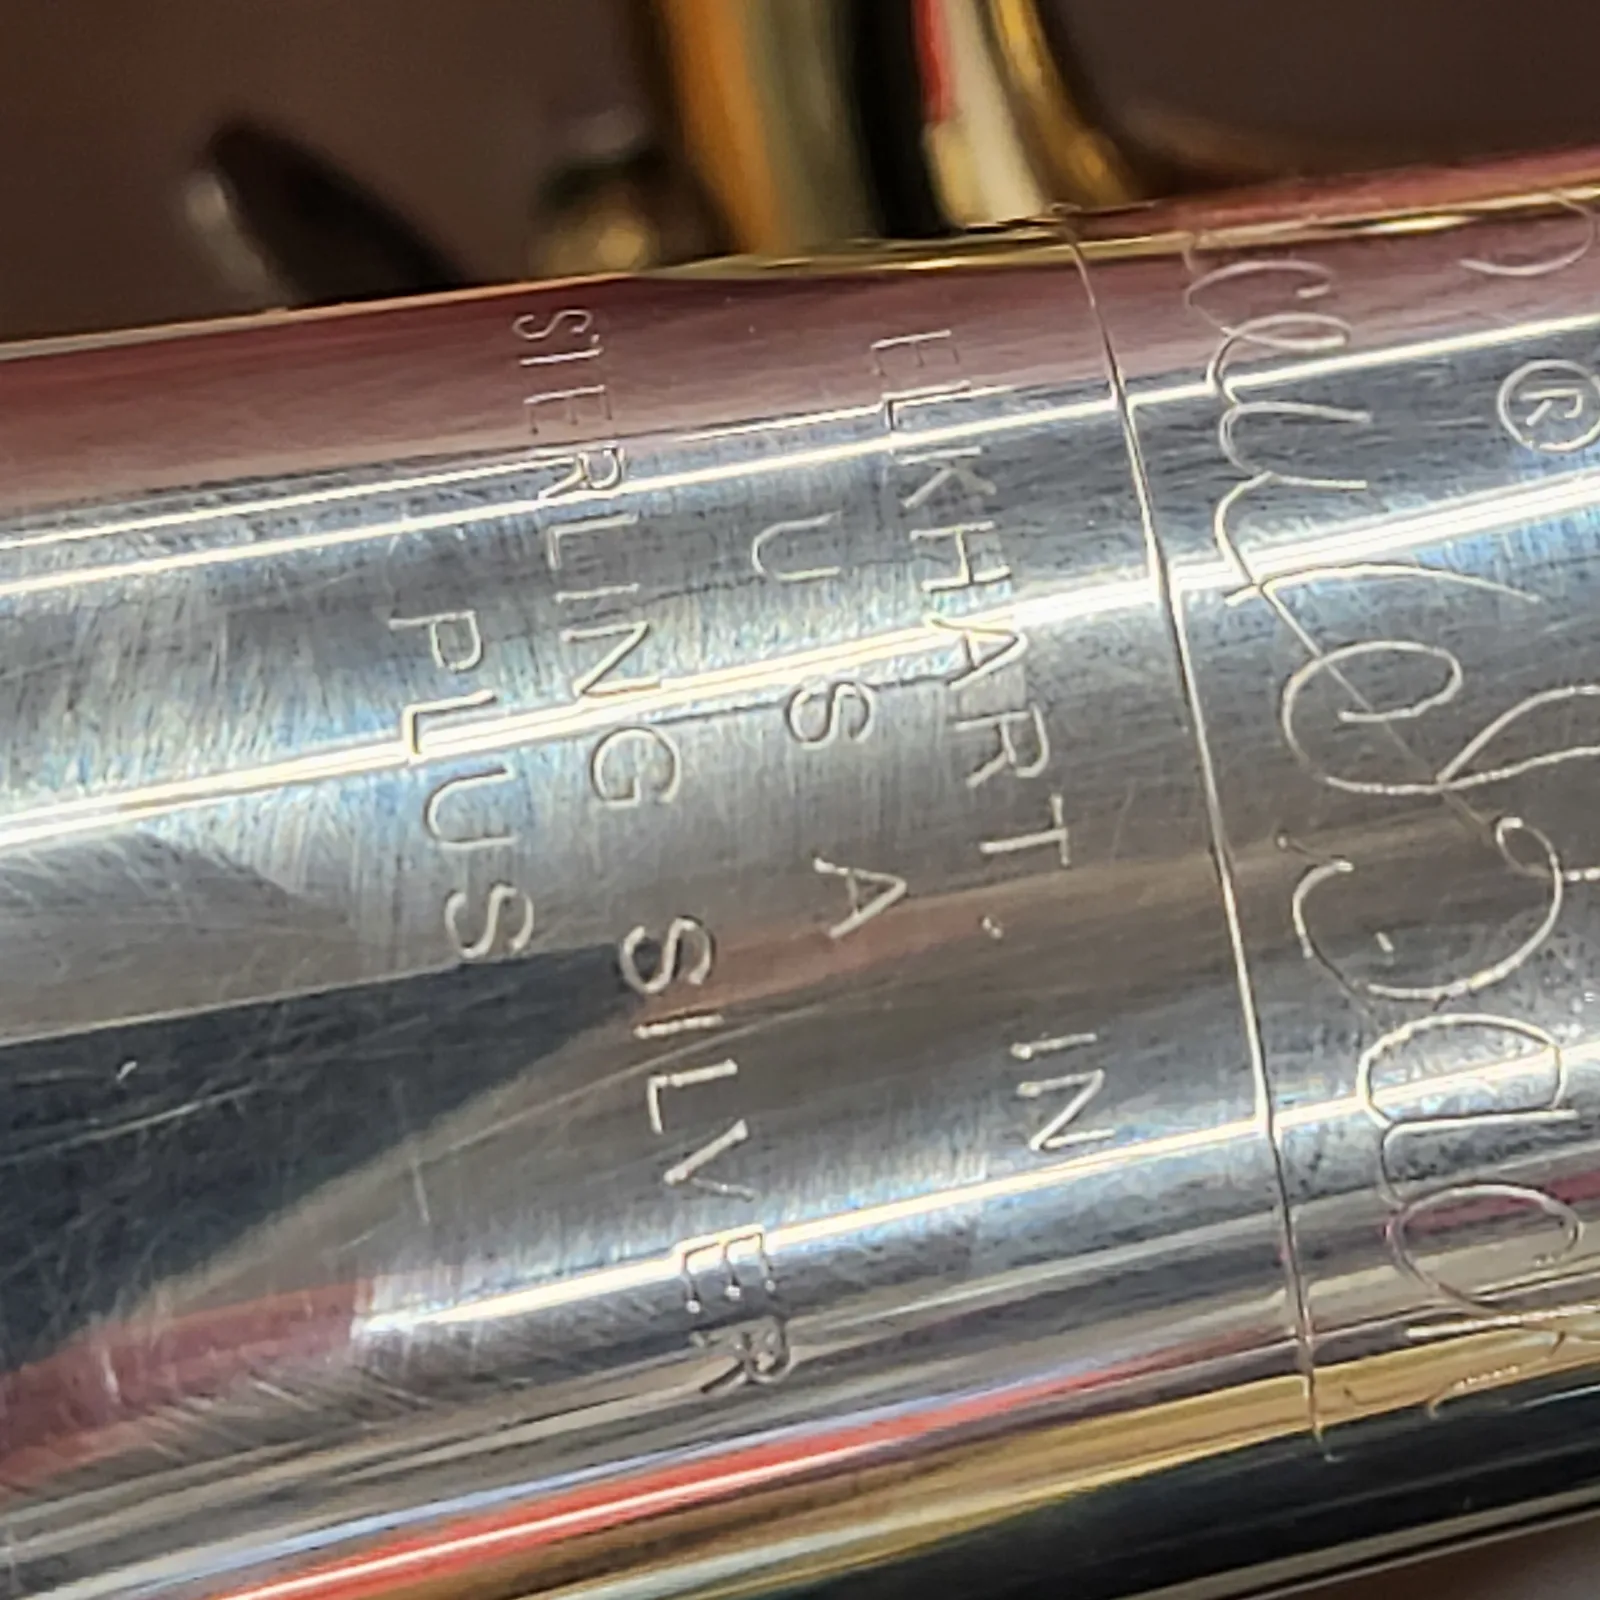 ®
ELKHART IN
U S A
STERLING SILVER
PLUS